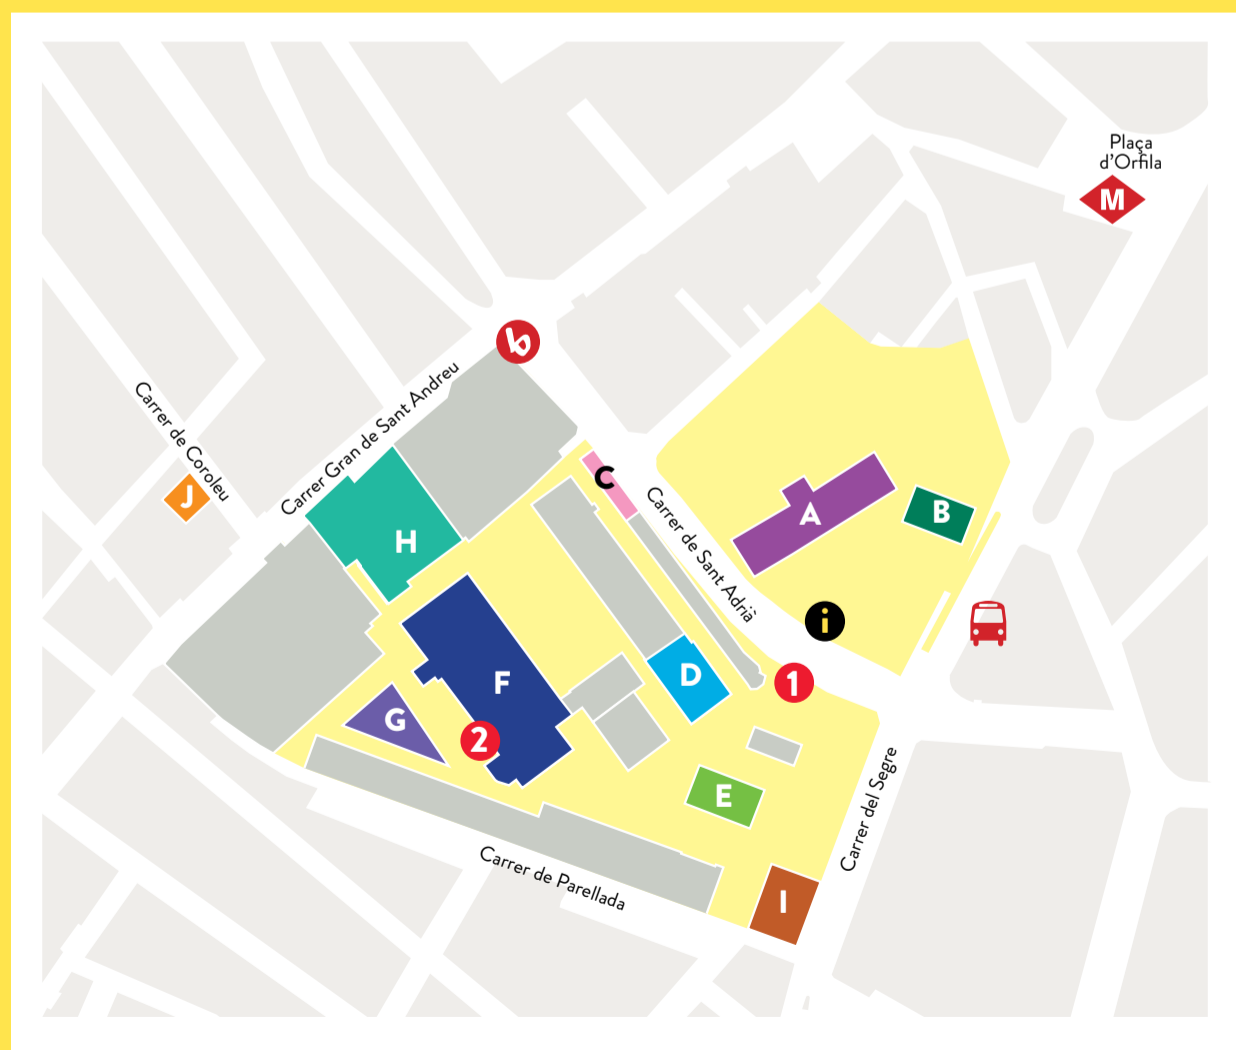 Plaça
d'Orfila
M
b
Carrer Gran de Sant Andreu
Carrer de Coroleu
J
H
C
Carrer de Sant Adrià
A
B
i
F
D
1
G
2
E
Carrer del Segre
Carrer de Parellada
I